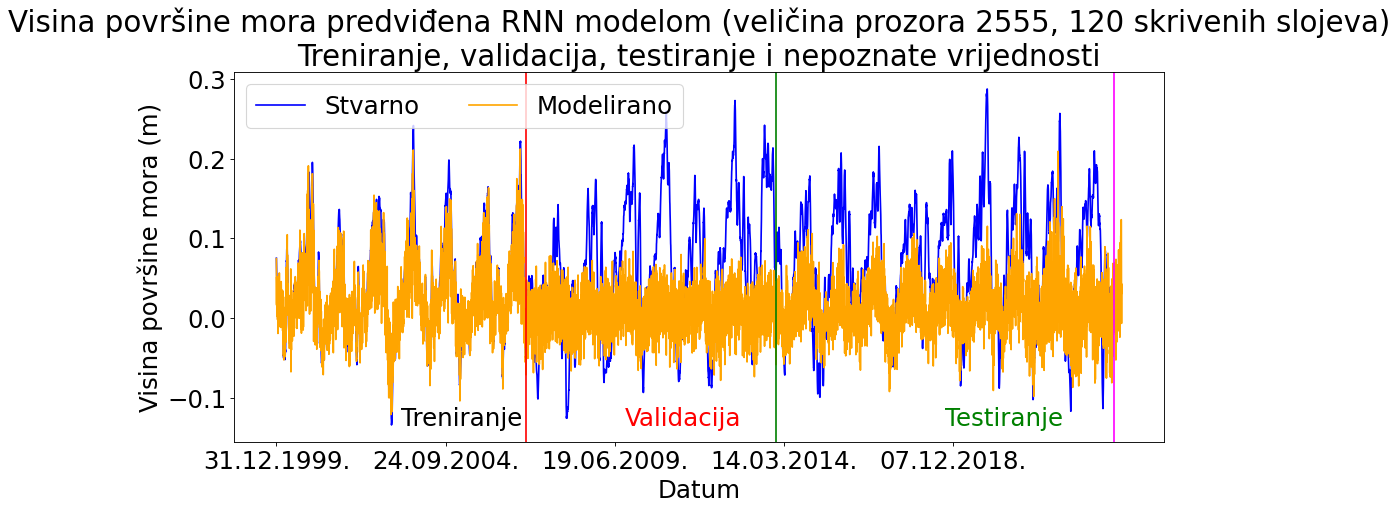 Visina površine mora predviđena RNN modelom (veličina prozora 2555, 120 skrivenih slojeva)
Treniranje, validacija, testiranje i nepoznate vrijednosti
Visina površine mora (m)
0.3
0.2
0.1
0.0
−0.1
Stvarno Modelirano
Treniranje Validacija Testiranje
31.12.1999. 24.09.2004. 19.06.2009. 14.03.2014. 07.12.2018.
Datum